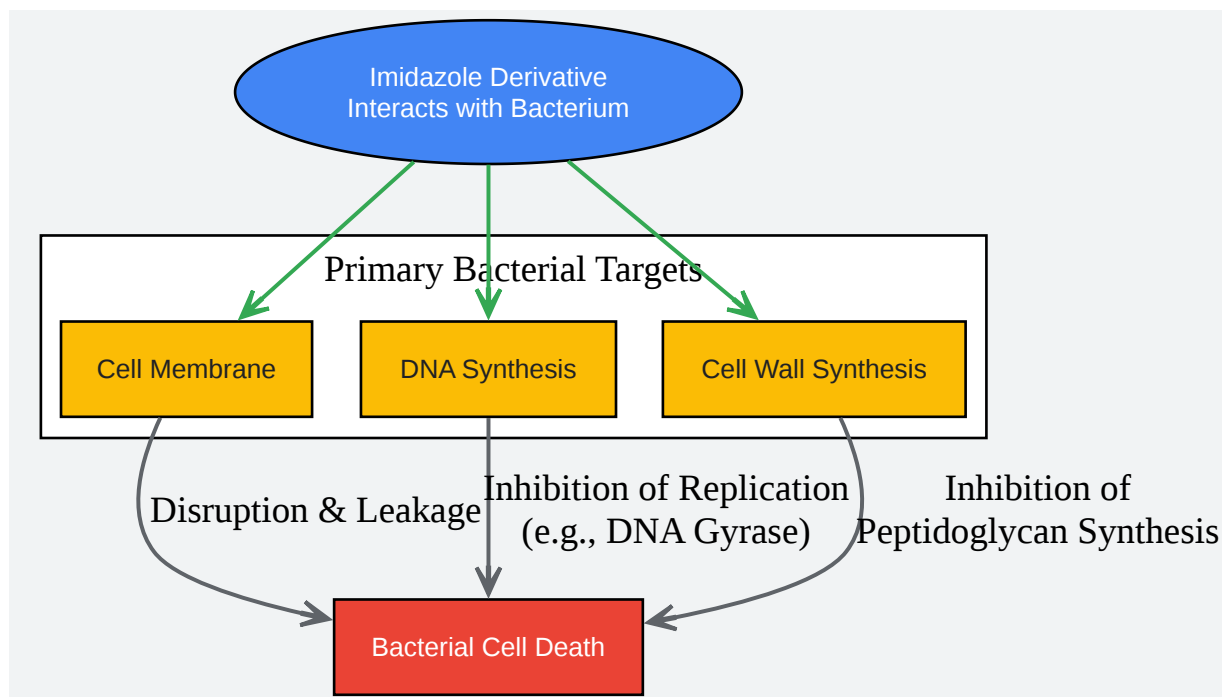 Imidazole Derivative
Interacts with Bacterium
Primary Bacterial Targets
Cell Membrane
DNA Synthesis
Cell Wall Synthesis
Disruption & Leakage
Inhibition of Replication
(e.g., DNA Gyrase)
Inhibition of
Peptidoglycan Synthesis
Bacterial Cell Death